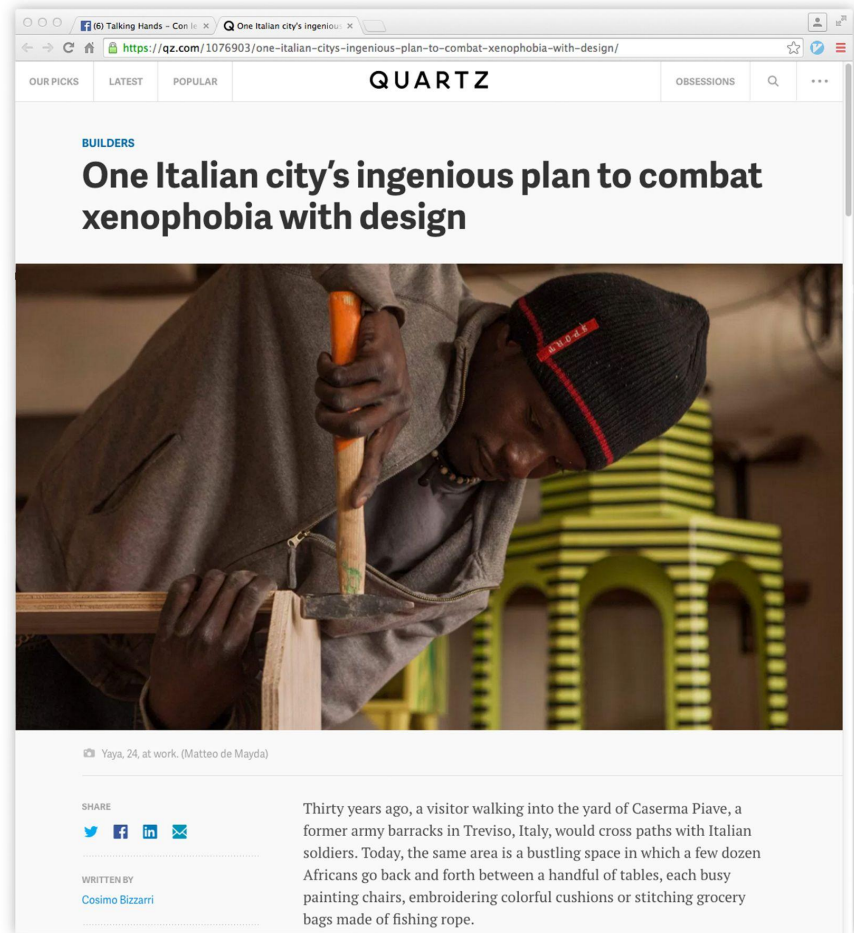 (6) Talking Hands – Con le
One Italian city's ingenious
https://qz.com/1076903/one-italian-citys-ingenious-plan-to-combat-xenophobia-with-design/
OUR PICKS
LATEST
POPULAR
QUARTZ
OBSESSIONS
BUILDERS
One Italian city's ingenious plan to combat
xenophobia with design
Yaya, 24, at work. (Matteo de Mayda)
SHARE
WRITTEN BY
Cosimo Bizzarri
Thirty years ago, a visitor walking into the yard of Caserma Piave, a
former army barracks in Treviso, Italy, would cross paths with Italian
soldiers. Today, the same area is a bustling space in which a few dozen
Africans go back and forth between a handful of tables, each busy
painting chairs, embroidering colorful cushions or stitching grocery
bags made of fishing rope.